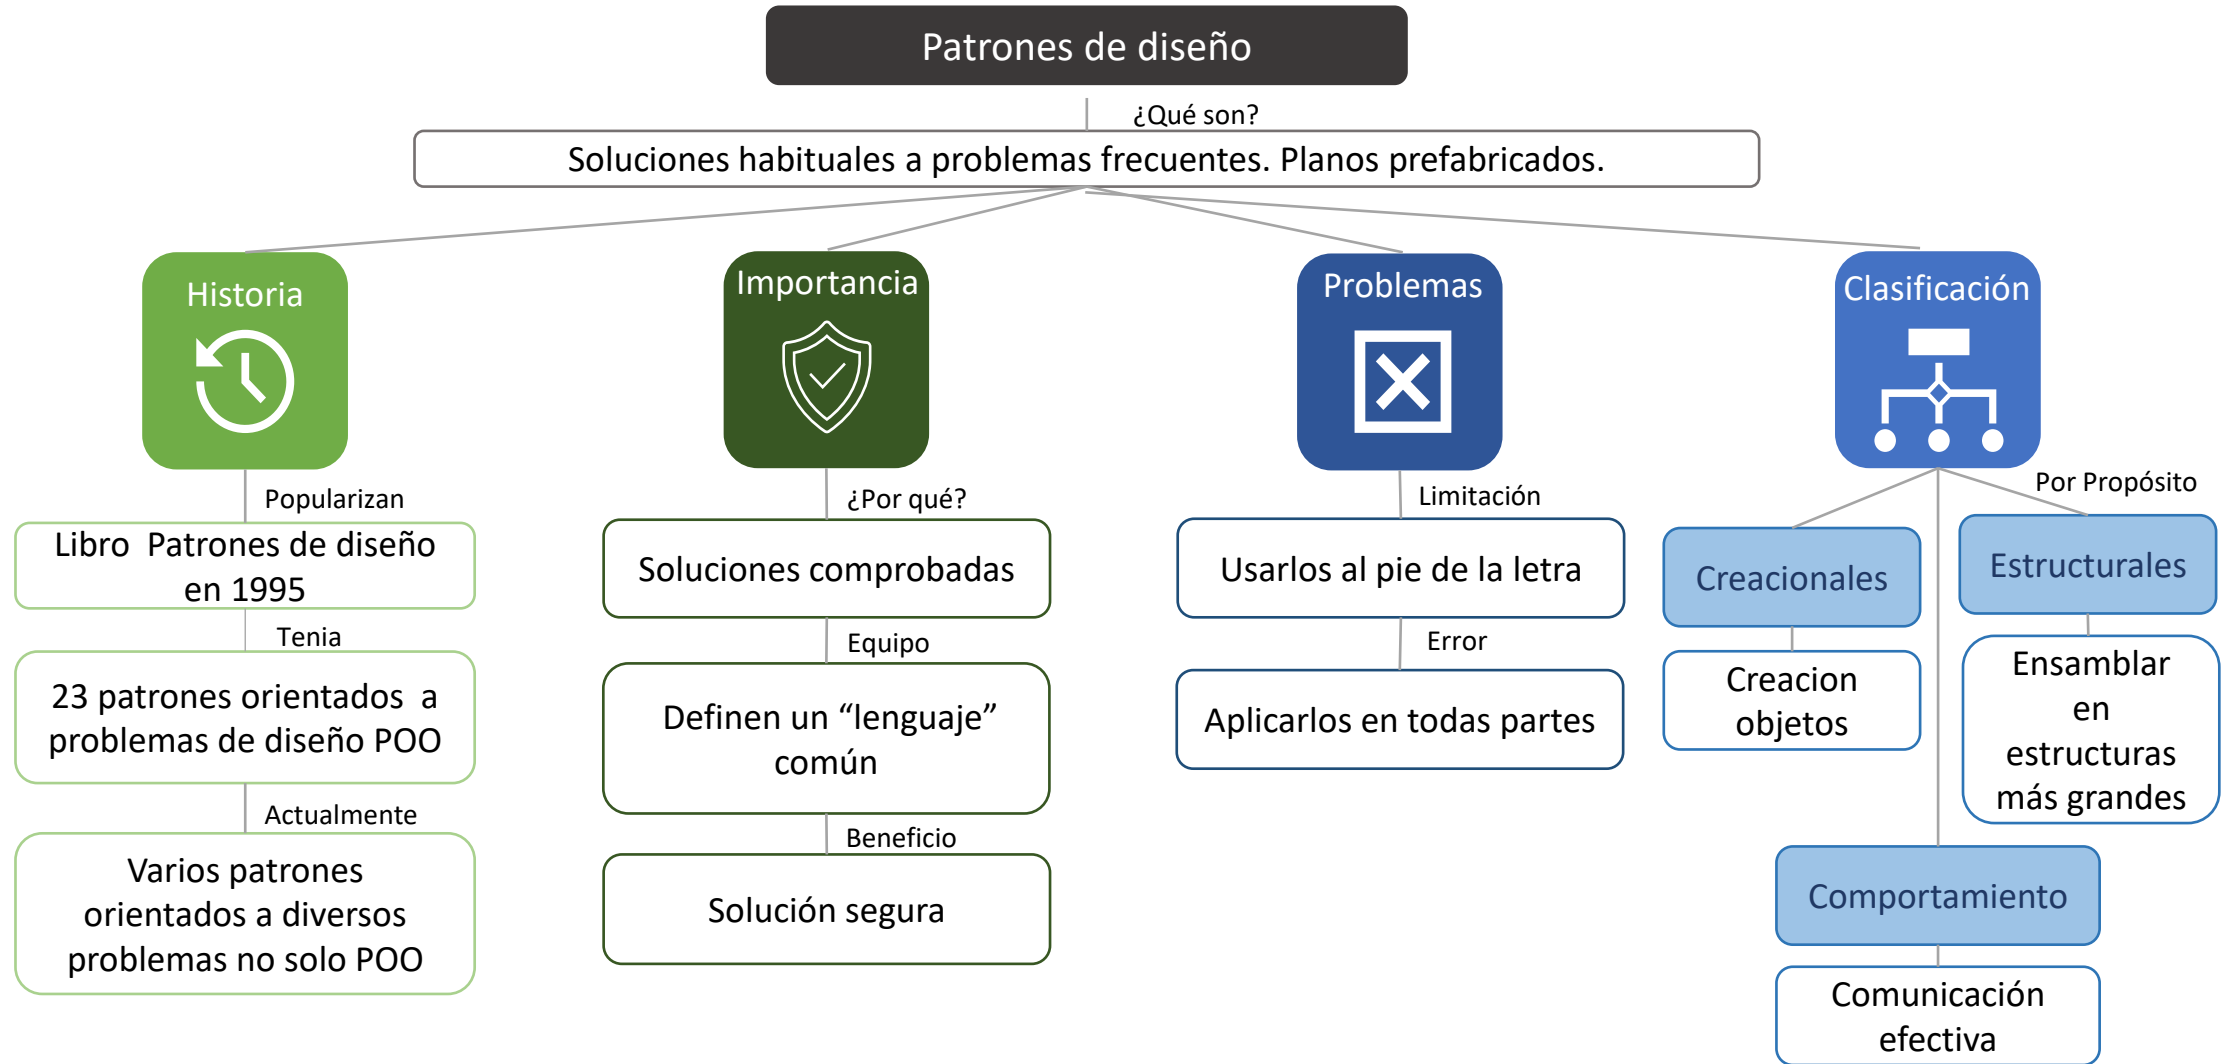 Patrones de diseño
¿Qué son?
Soluciones habituales a problemas frecuentes. Planos prefabricados.
Historia
Popularizan
Libro  Patrones de diseño
en 1995
Tenia
23 patrones orientados  a
problemas de diseño POO
Actualmente
Varios patrones
orientados a diversos
problemas no solo POO
Importancia
¿Por qué?
Soluciones comprobadas
Equipo
Definen un “lenguaje”
común
Beneficio
Solución segura
Problemas
Limitación
Usarlos al pie de la letra
Error
Aplicarlos en todas partes
Clasificación
Por Propósito
Creacionales
Creacion
objetos
Estructurales
Ensamblar
en
estructuras
más grandes
Comportamiento
Comunicación
efectiva